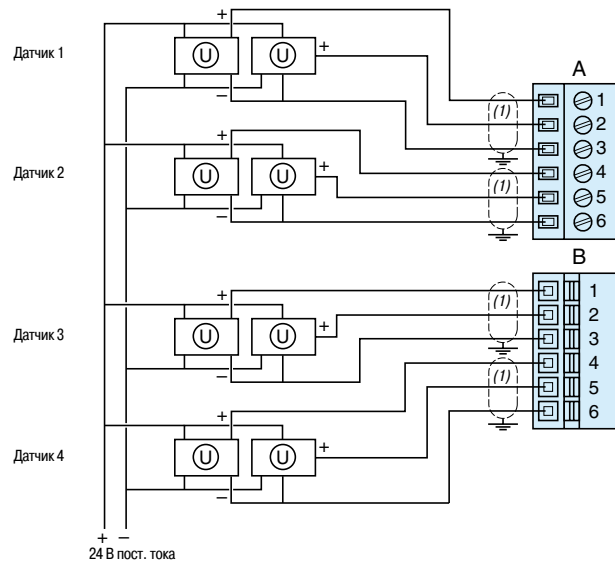 Датчик 1
+
U
U
+
−
A
(1)
1
2
3
4
5
6
Датчик 2
+
U
U
+
−
(1)
B
Датчик 3
+
U
U
+
−
(1)
1
2
3
4
5
6
Датчик 4
+
U
U
+
−
(1)
+ −
24 В пост. тока